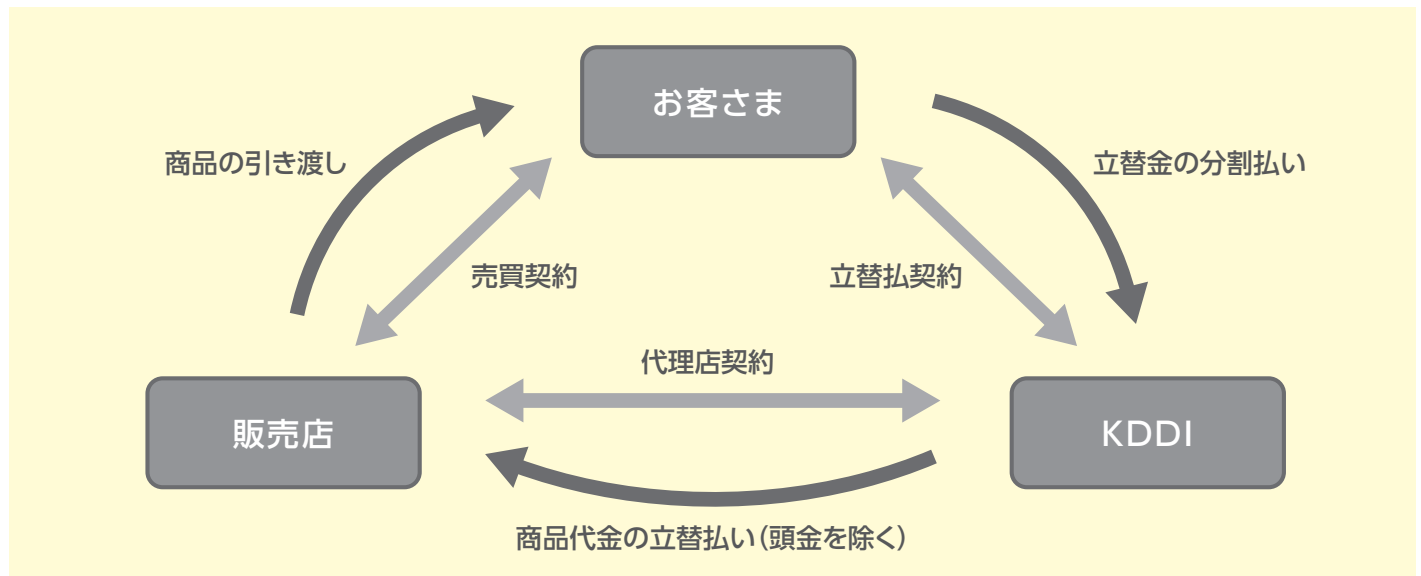 お客さま
商品の引き渡し
立替金の分割払い
売買契約
立替払契約
代理店契約
販売店
KDDI
商品代金の立替払い(頭金を除く)